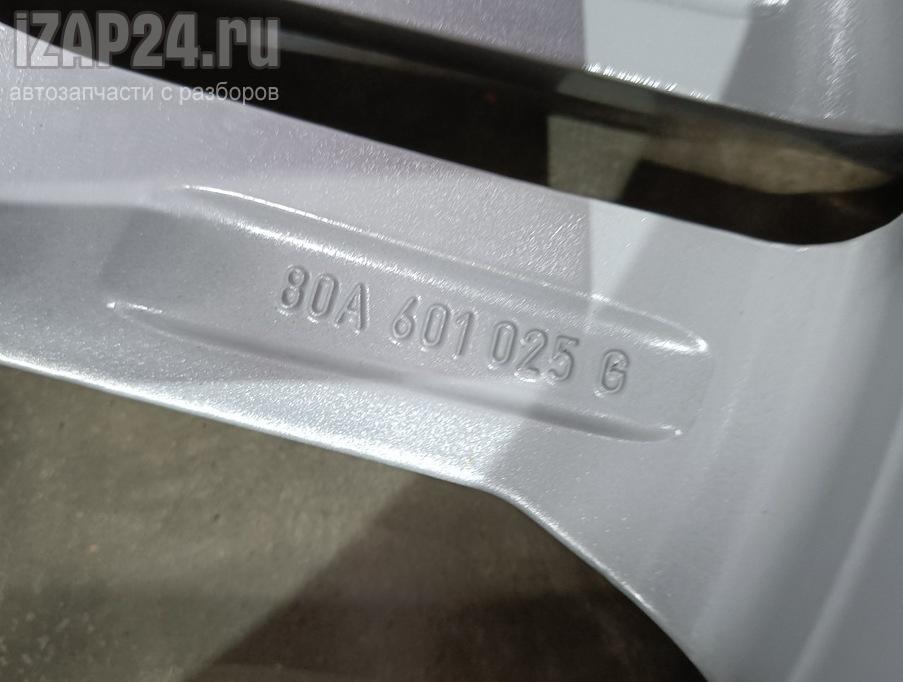 iZAP24.ru
автозапчасти с разборов
80A 601 025 G